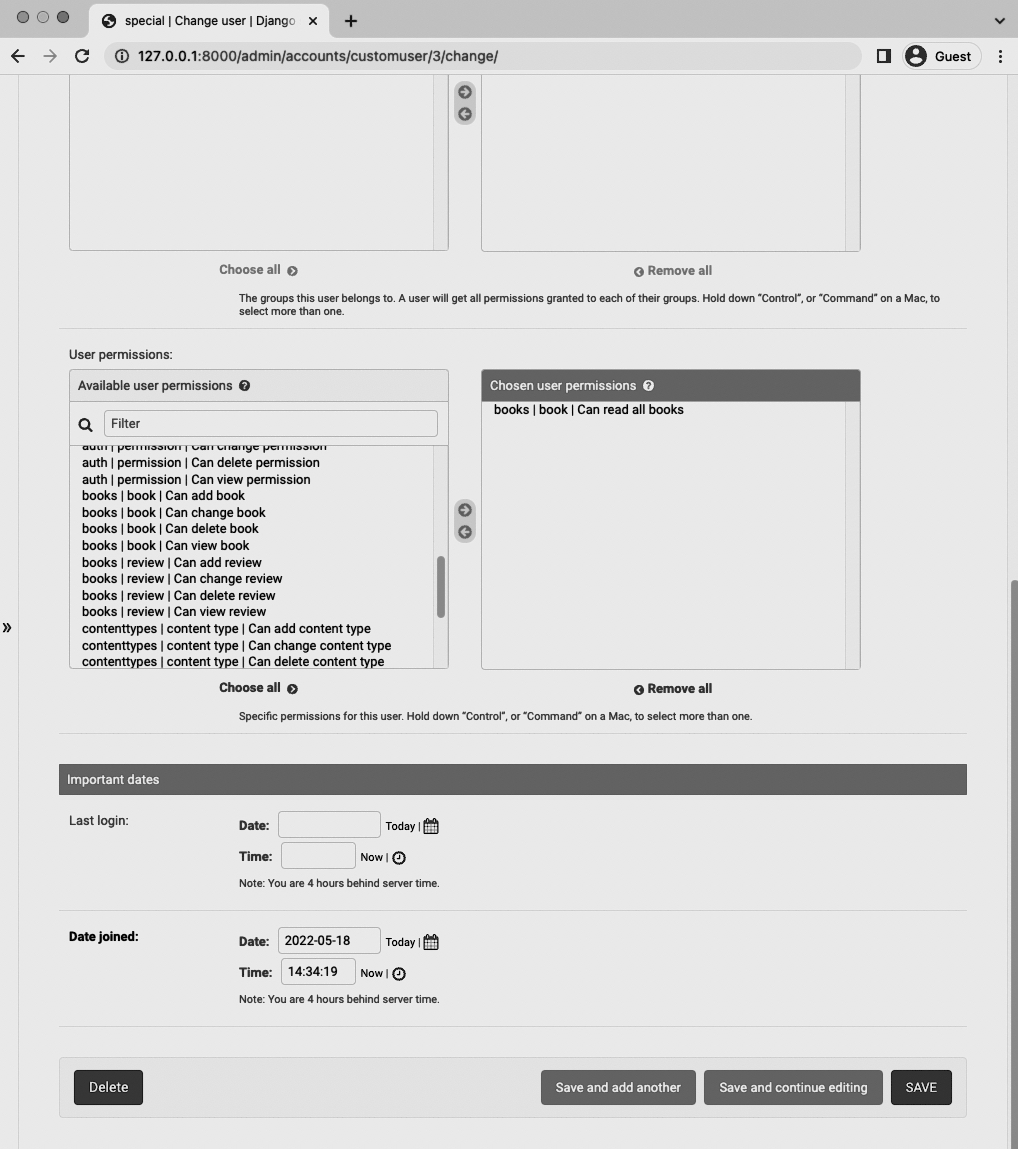 special | Change user | Django
127.0.0.1:8000/admin/accounts/customuser/3/change/
Guest
Choose all
Remove all
The groups this user belongs to. A user will get all permissions granted to each of their groups. Hold down “Control”, or “Command” on a Mac, to
select more than one.
User permissions:
Available user permissions
Chosen user permissions
Filter
books | book | Can read all books
auth | permission | Can change permission
auth | permission | Can delete permission
auth | permission | Can view permission
books | book | Can add book
books | book | Can change book
books | book | Can delete book
books | book | Can view book
books | review | Can add review
books | review | Can change review
books | review | Can delete review
books | review | Can view review
contenttypes | content type | Can add content type
contenttypes | content type | Can change content type
contenttypes | content type | Can delete content type
»
Choose all
Remove all
Specific permissions for this user. Hold down “Control”, or “Command” on a Mac, to select more than one.
Important dates
Last login:
Date: Today |
Time: Now |
Note: You are 4 hours behind server time.
Date joined:
Date: 2022-05-18 Today |
Time: 14:34:19 Now |
Note: You are 4 hours behind server time.
Delete
Save and add another
Save and continue editing
SAVE